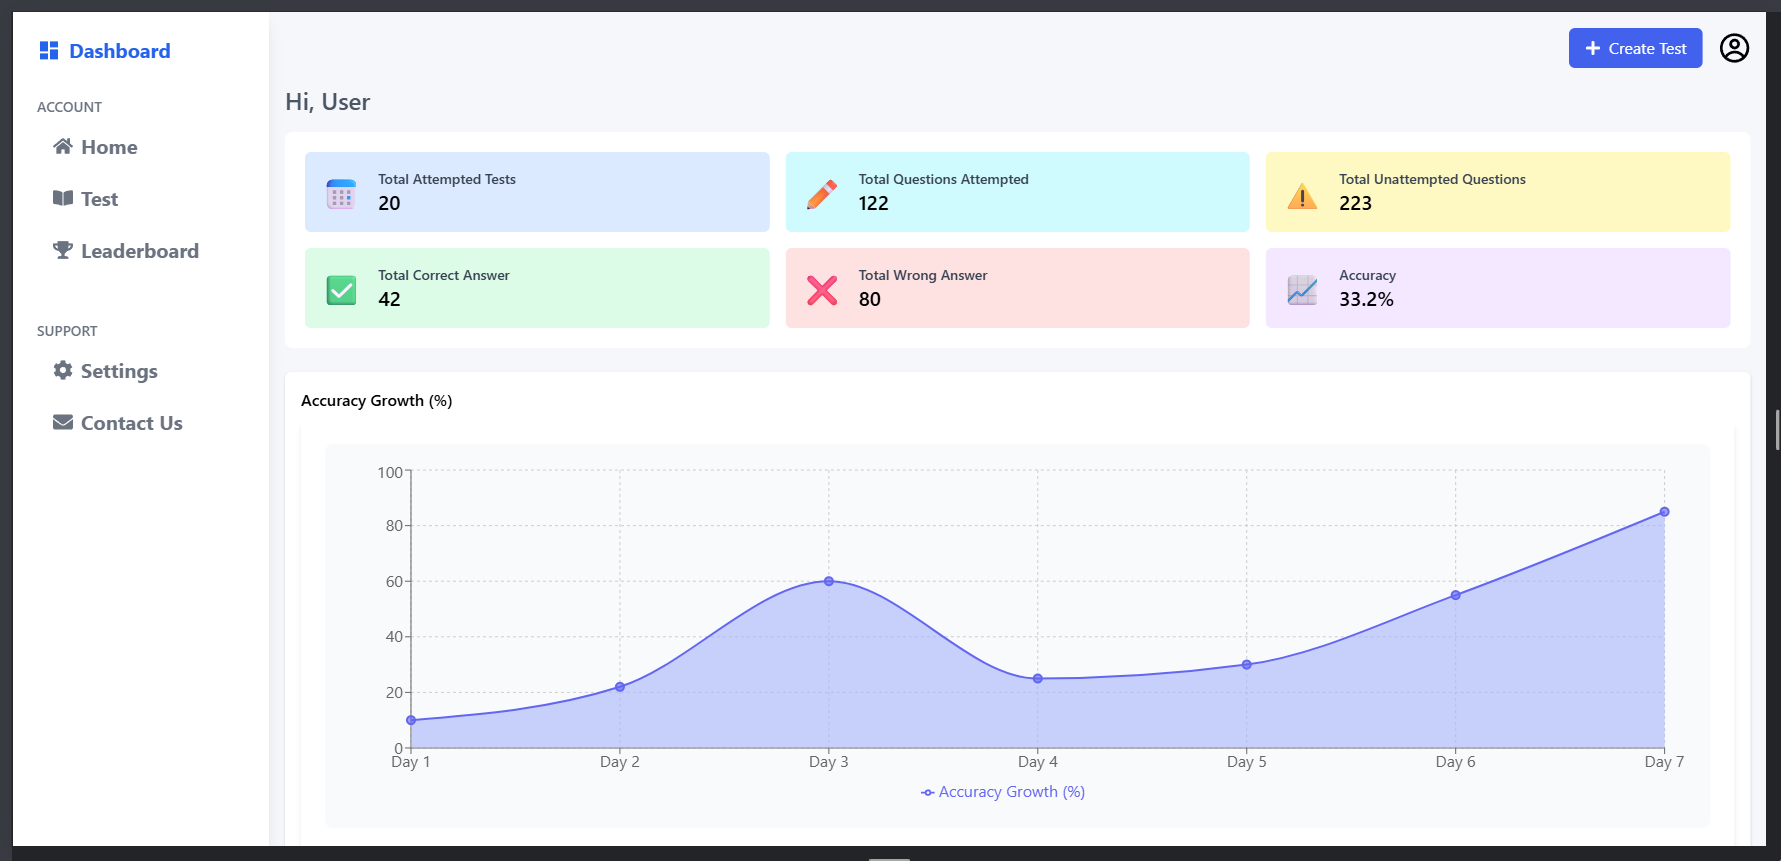 Dashboard
Create Test
ACCOUNT
Home
Test
Leaderboard
SUPPORT
Settings
Contact Us
Hi, User
Total Attempted Tests
20
Total Questions Attempted
122
Total Unattempted Questions
223
Total Correct Answer
42
Total Wrong Answer
80
Accuracy
33.2%
Accuracy Growth (%)
100
80
60
40
20
0
Day 1 Day 2 Day 3 Day 4 Day 5 Day 6 Day 7
Accuracy Growth (%)